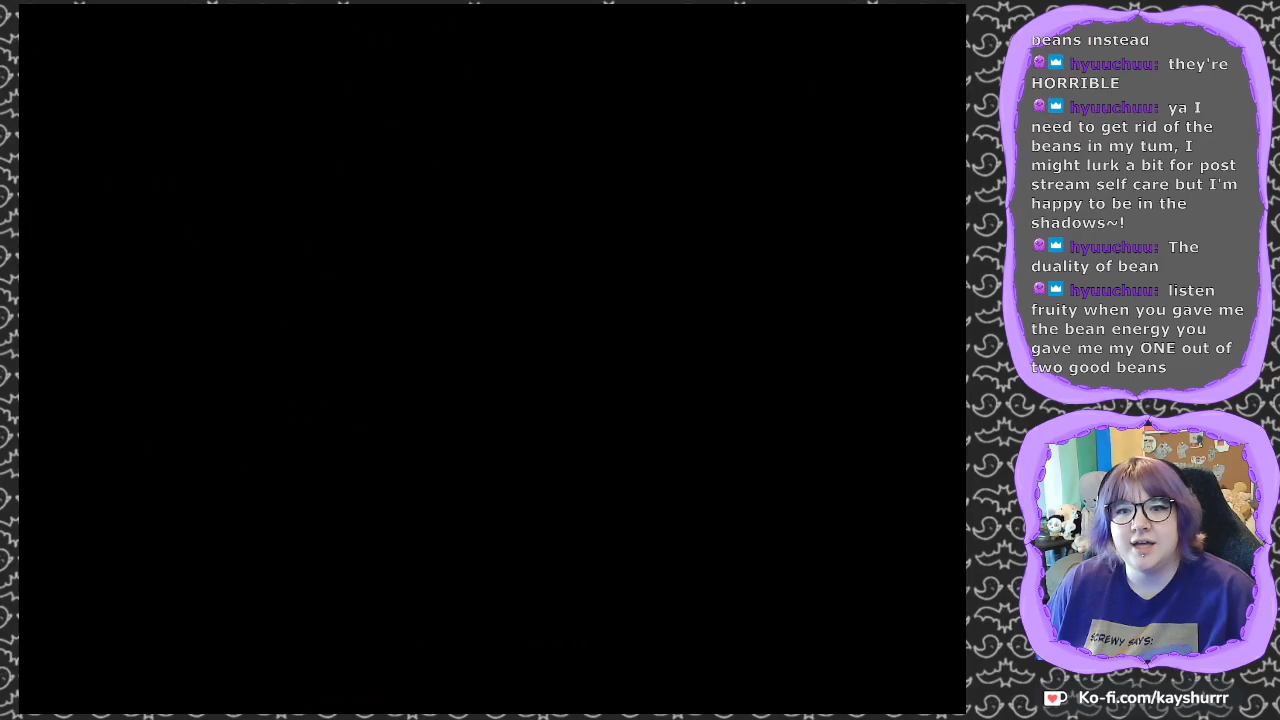 beans instead
hyuuchuu: they're
HORRIBLE
hyuuchuu: ya I
need to get rid of the
beans in my tum, I
might lurk a bit for post
stream self care but I'm
happy to be in the
shadows~!
hyuuchuu: The
duality of bean
hyuuchuu: listen
fruity when you gave me
the bean energy you
gave me my ONE out of
two good beans
SCREWY SAYS:
Ko-fi.com/kayshurrr